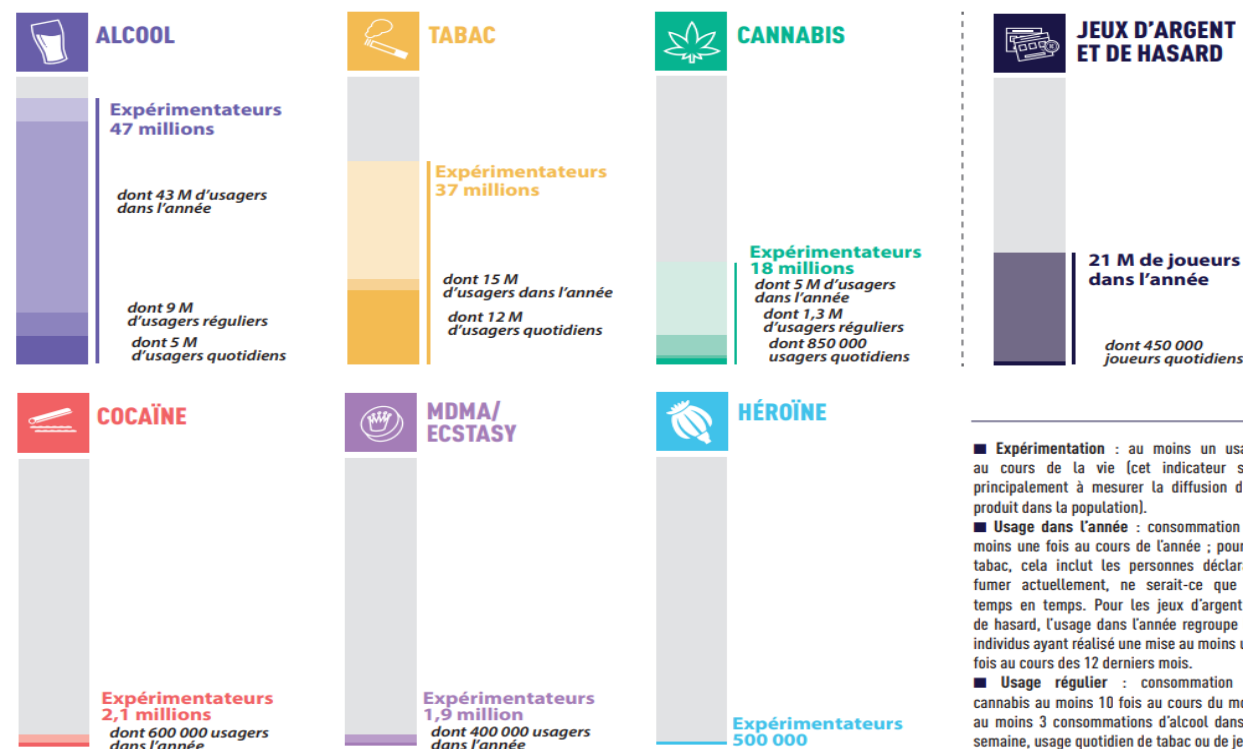 ALCOOL
Expérimentateurs
47 millions
dont 43 M d'usagers
dans l'année
dont 9 M
d'usagers réguliers
dont 5 M
d'usagers quotidiens
TABAC
Expérimentateurs
37 millions
dont 15 M
d'usagers dans l'année
dont 12 M
d'usagers quotidiens
CANNABIS
Expérimentateurs
18 millions
dont 5 M d'usagers
dans l'année
dont 1,3 M
d'usagers réguliers
dont 850 000
usagers quotidiens
JEUX D'ARGENT
ET DE HASARD
21 M de joueurs
dans l'année
dont 450 000
joueurs quotidiens
COCAÏNE
Expérimentateurs
2,1 millions
dont 600 000 usagers
dans l'année
MDMA/
ECSTASY
Expérimentateurs
1,9 million
dont 400 000 usagers
dans l'année
HÉROÏNE
Expérimentateurs
500 000
■ Expérimentation : au moins un
au cours de la vie (cet indicateur
principalement à mesurer la diffusion
produit dans la population).
■ Usage dans l'année : consommation
moins une fois au cours de l'année ;
tabac, cela inclut les personnes
fumer actuellement, ne serait-ce que
temps en temps. Pour les jeux d'argent
de hasard, l'usage dans l'année regroupe
individus ayant réalisé une mise au moins
fois au cours des 12 derniers mois.
■ Usage régulier : consommation
cannabis au moins 10 fois au cours du
au moins 3 consommations d'alcool dans
semaine, usage quotidien de tabac ou de